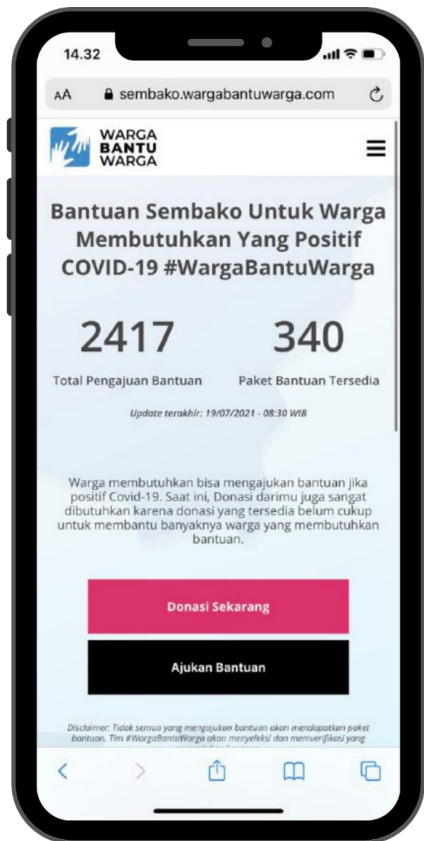 14.32
AA sembako.wargabantuwarga.com
WARGA
BANTU
WARGA
Bantuan Sembako Untuk Warga
Membutuhkan Yang Positif
COVID-19 #WargaBantuWarga
2417 340
Total Pengajuan Bantuan Paket Bantuan Tersedia
Update terakhir: 19/07/2021 - 08:30 WIB
Warga membutuhkan bisa mengajukan bantuan jika
positif Covid-19. Saat ini, Donasi darimu juga sangat
dibutuhkan karena donasi yang tersedia belum cukup
untuk membantu banyaknya warga yang membutuhkan
bantuan.
Donasi Sekarang
Ajukan Bantuan
Disclaimer: Tidak semua yang mengajukan bantuan akan mendapatkan paket
bantuan. Tim #WargaBantuWarga akan menyeleksi dan memverifikasi yang